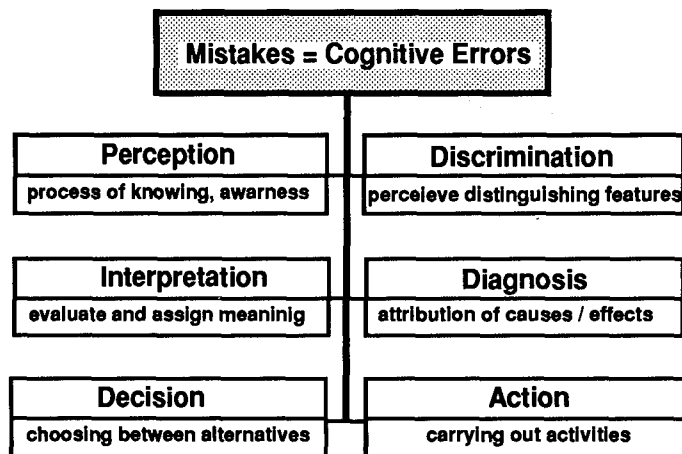 Mistakes = Cognitive Errors
Perception
process of knowing, awarness
Discrimination
perceieve distinguishing features
Interpretation
evaluate and assign meaninig
Diagnosis
attribution of causes / effects
Decision
choosing between alternatives
Action
carrying out activities